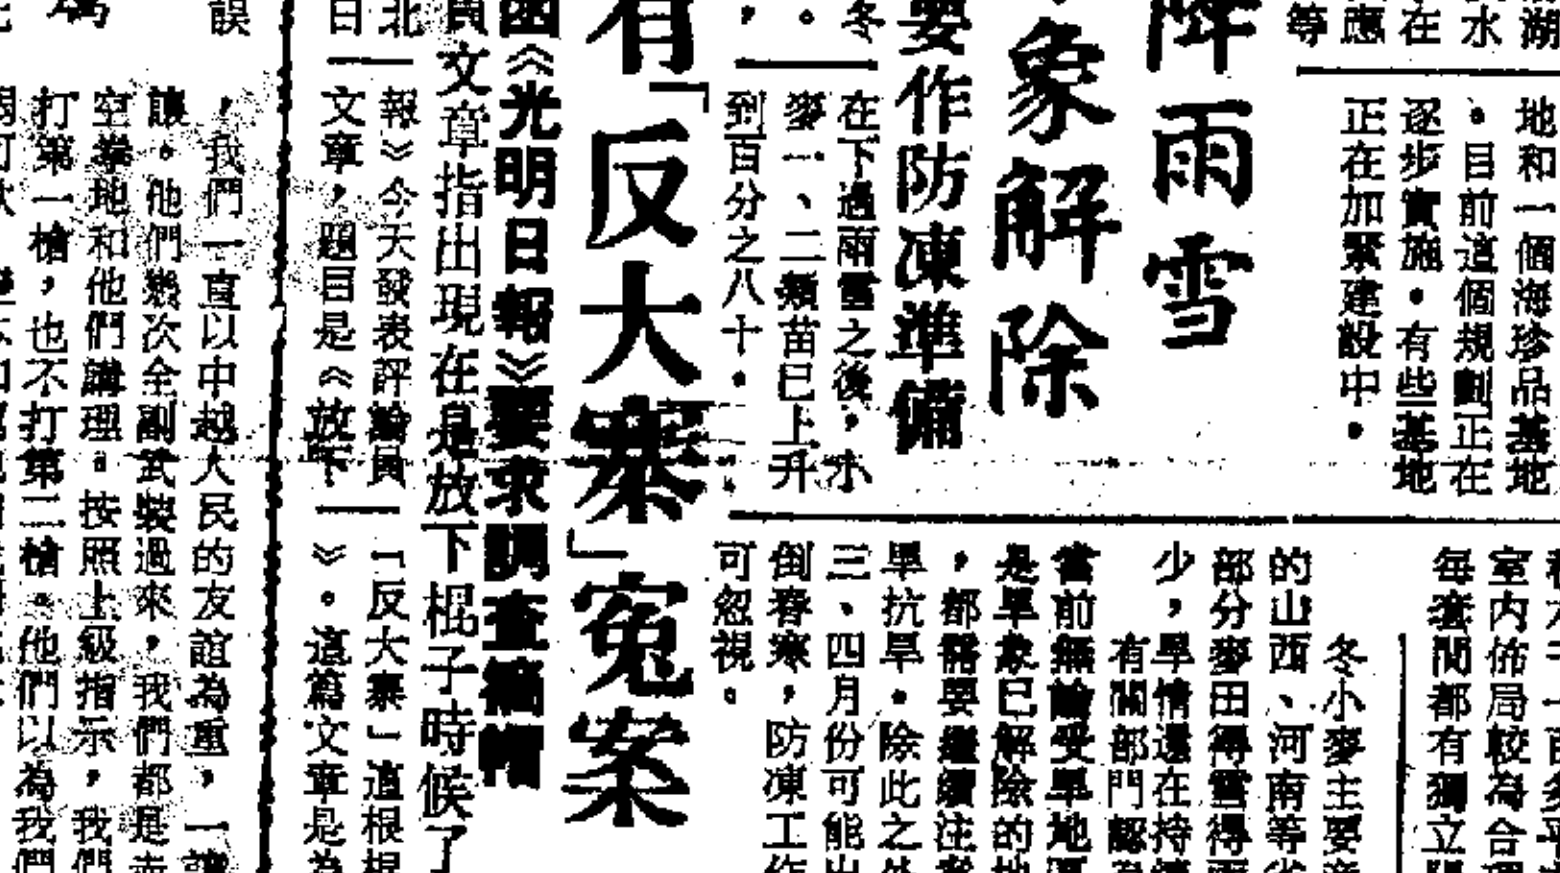 湖
水
在
應
等
地和一個海珍品基地
。目前這個規劃正在
逐步實施。有些基地
正在加緊建設中。
降雨雪
象解除
要作防凍準備
冬
。
，
在下過雨雪之後，小
麥一、二類苗已上升
到百分之八十。
室內佈局較為合
每套間都有獨立
冬小麥主要
的山西、河南等省
部分麥田得雪得雨
少，旱情還在持續
有關部門認為
當前無論受旱地區
是旱象已解除的地
，都需要繼續注意
旱抗旱。除此之外
三、四月份可能出
倒春寒，防凍工作
可忽視。
有「反大寨」冤案
函《光明日報》要求調查摘帽
員文章指出現在是放下棍子時候了
北
日
報》今天發表評論員
文章，題目是《放下
「反大寨」這根棍
》。這篇文章是為
誤
，我們一直以中越人民的友誼為重，一讓
讓。他們幾次全副武裝過來，我們都是赤
空拳地和他們講理。按照上級指示，我們
打第一槍，也不打第二槍。他們以為我們